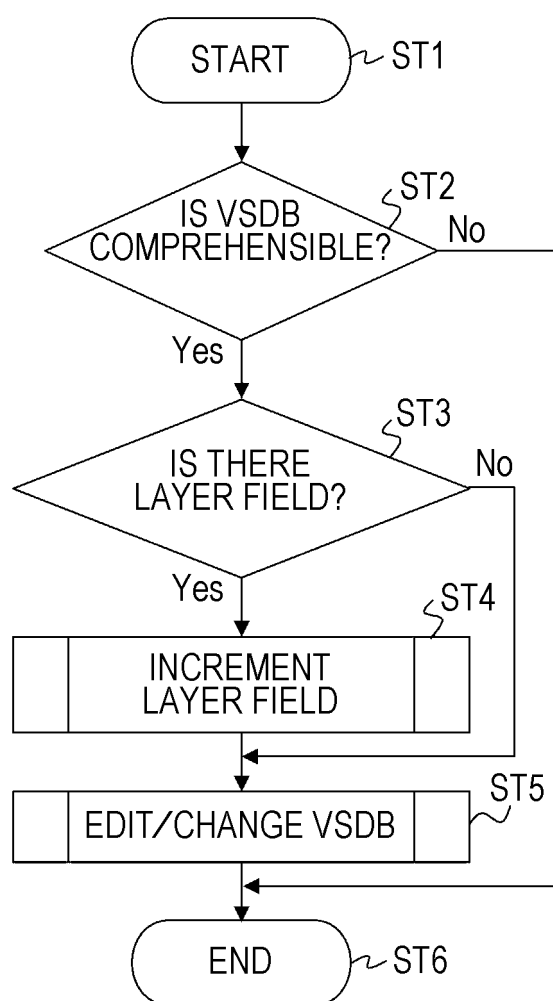 START
ST1
ST2
IS VSDB
COMPREHENSIBLE?
No
Yes
ST3
IS THERE
LAYER FIELD?
No
Yes
ST4
INCREMENT
LAYER FIELD
ST5
EDIT/CHANGE VSDB
END
ST6